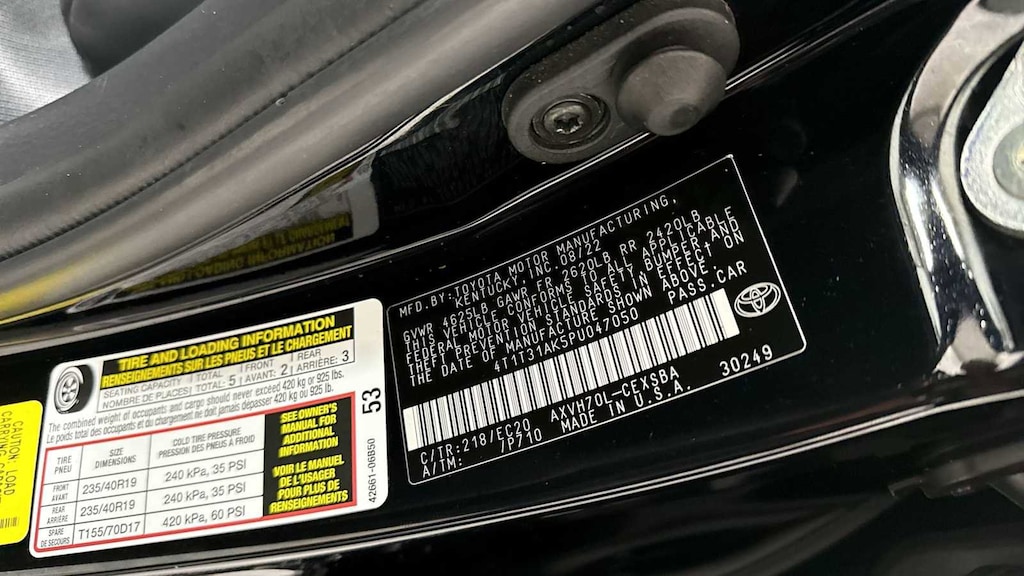 MFD.BY:TOYOTA MOTOR MANUFACTURING,
KENTUCKY,INC 08/22
GVWR 4625LB GAWR FR 2620LB RR 2420LB
THIS VEHICLE CONFORMS TO ALL APPLICABLE
FEDERAL MOTOR VEHICLE SAFETY, BUMPER, AND
THEFT PREVENTION STANDARDS IN EFFECT ON
THE DATE OF MANUFACTURE SHOWN ABOVE.
4T1T31AK5PU047050 PASS.CAR
C/TR:218/EC20 AXVH70L-CEXSBA
A/TM: /P710 MADE IN U.S.A. 30249
TIRE AND LOADING INFORMATION
RENSEIGNEMENTS SUR LES PNEUS ET LE CHARGEMENT
SEATING CAPACITY TOTAL FRONT REAR
NOMBRE DE PLACES TOTAL: 5 AVANT: 2 ARRIÈRE: 3
The combined weight of occupants and cargo should never exceed 420 kg or 925 lbs.
Le poids total des occupants et du chargement ne doit jamais dépasser 420 kg ou 925 lb.
TIRE PNEU
SIZE DIMENSIONS
COLD TIRE PRESSURE
PRESSION DES PNEUS À FROID
FRONT AVANT 235/40R19 240 kPa, 35 PSI
REAR ARRIÈRE 235/40R19 240 kPa, 35 PSI
SPARE DE SECOURS T155/70D17 420 kPa, 60 PSI
SEE OWNER'S
MANUAL FOR
ADDITIONAL
INFORMATION
VOIR LE MANUEL
DE L'USAGER
POUR PLUS DE
RENSEIGNEMENTS
53
42661-06B50
CAUTION: LOAD